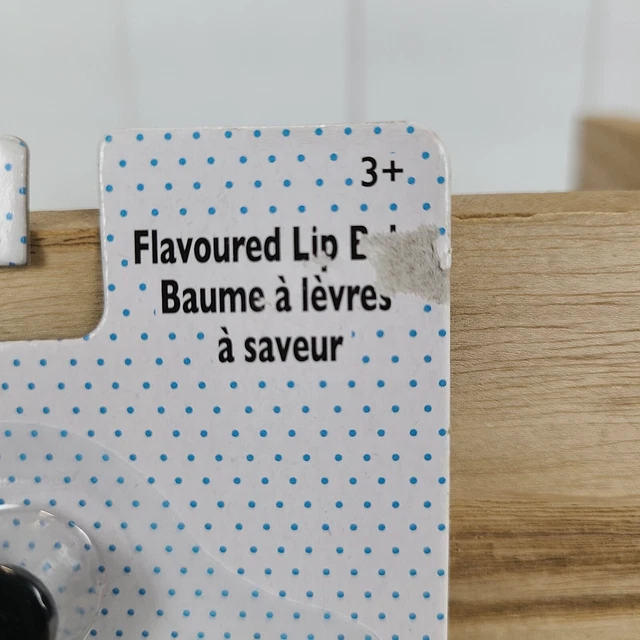 3+
Flavoured Lip
Baume à lèvres
à saveur